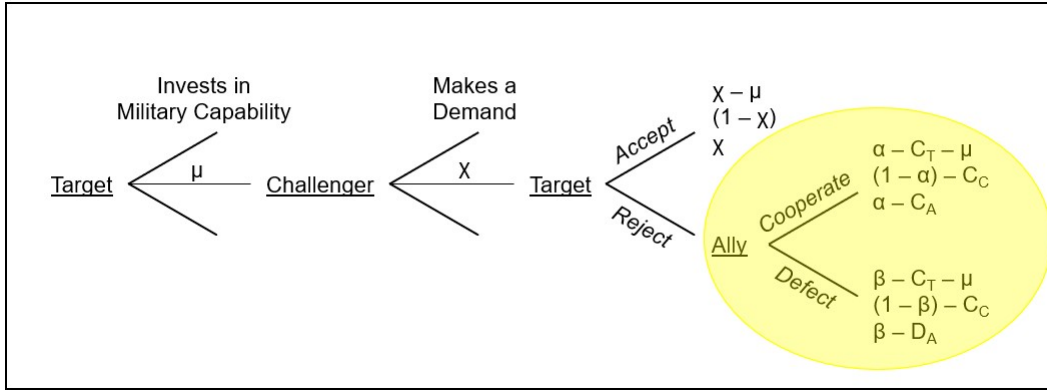 Invests in
Military Capability
Makes a
Demand
Target
μ
Challenger
χ
Target
Accept
Reject
χ – μ
(1 – χ)
χ
Ally
Cooperate
Defect
α – C_T – μ
(1 – α) – C_C
α – C_A
β – C_T – μ
(1 – β) – C_C
β – D_A